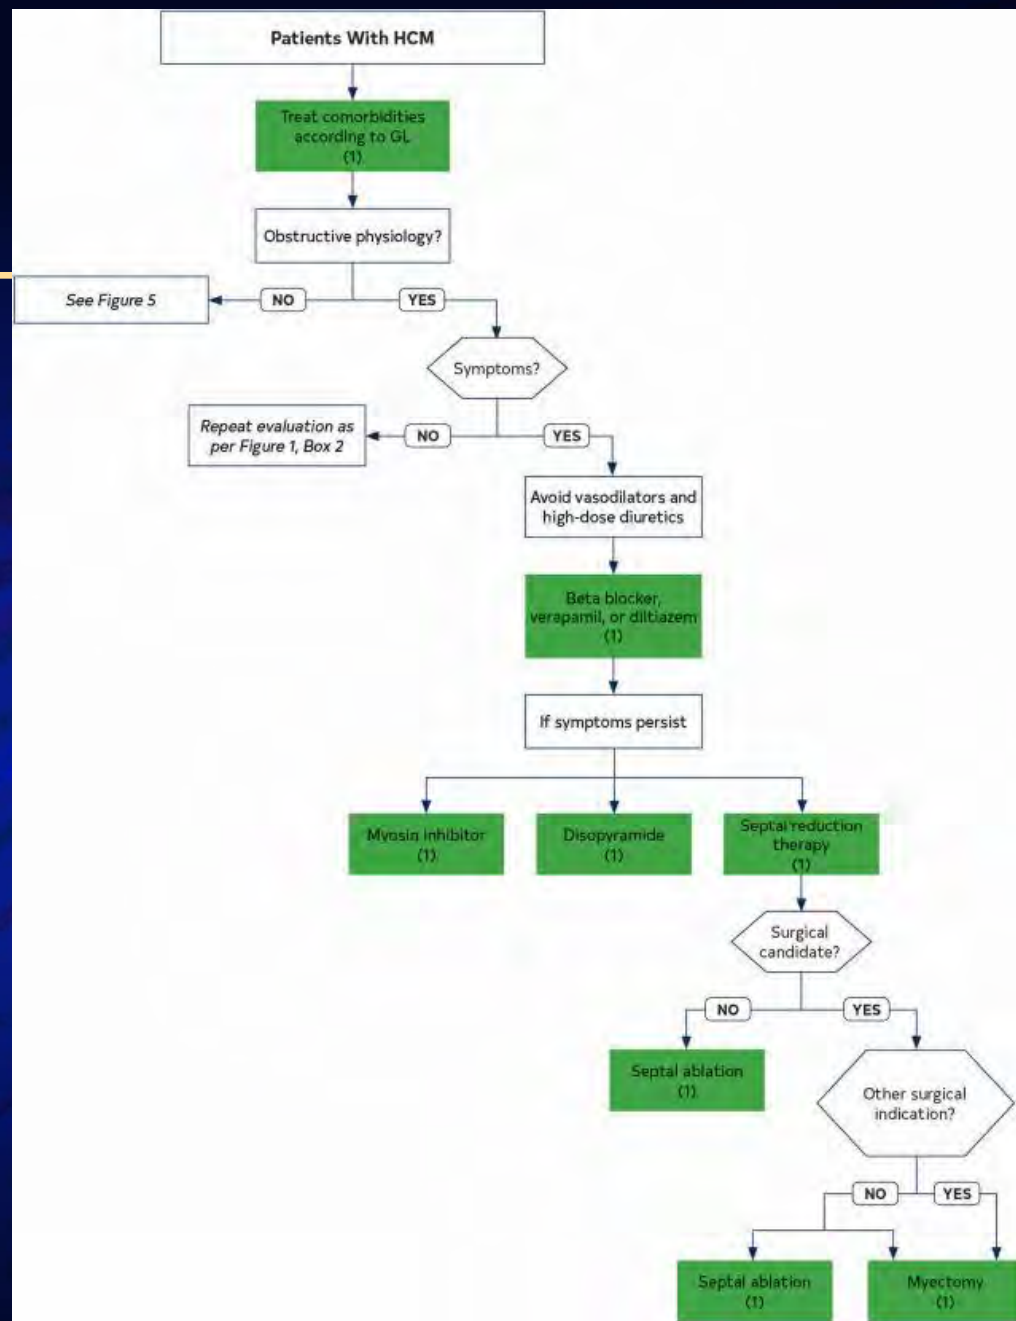 Patients With HCM
Treat comorbidities
according to GL
(1)
Obstructive physiology?
See Figure 5
NO
YES
Symptoms?
Repeat evaluation as
per Figure 1, Box 2
NO
YES
Avoid vasodilators and
high-dose diuretics
Beta blocker,
verapamil, or diltiazem
(1)
If symptoms persist
Myosin inhibitor
(1)
Disopyramide
(1)
Septal reduction
therapy
(1)
Surgical
candidate?
NO
YES
Septal ablation
(1)
Other surgical
indication?
NO
YES
Septal ablation
(1)
Myectomy
(1)